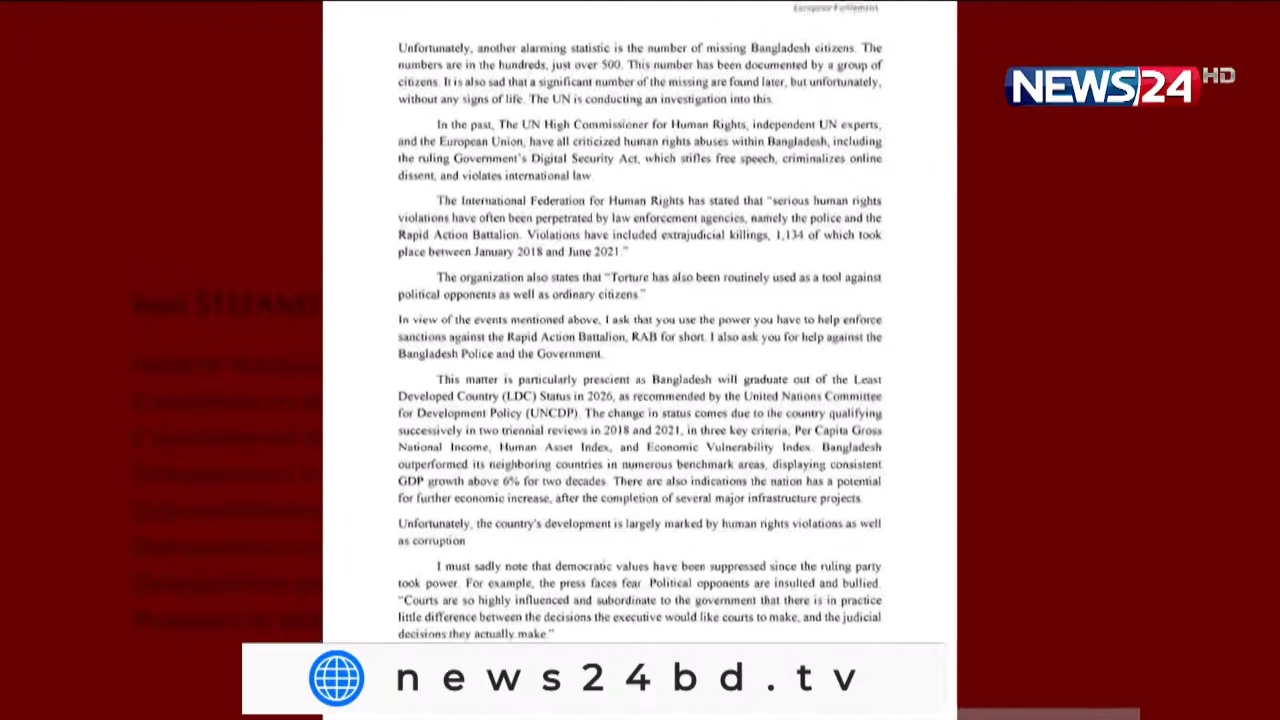 European Parliament
Unfortunately, another alarming statistic is the number of missing Bangladesh citizens. The
numbers are in the hundreds, just over 500. This number has been documented by a group of
citizens. It is also sad that a significant number of the missing are found later, but unfortunately,
without any signs of life. The UN is conducting an investigation into this.
NEWS24 HD
In the past, The UN High Commissioner for Human Rights, independent UN experts,
and the European Union, have all criticized human rights abuses within Bangladesh, including
the ruling Government's Digital Security Act, which stifles free speech, criminalizes online
dissent, and violates international law.
The International Federation for Human Rights has stated that "serious human rights
violations have often been perpetrated by law enforcement agencies, namely the police and the
Rapid Action Battalion. Violations have included extrajudicial killings, 1,134 of which took
place between January 2018 and June 2021."
The organization also states that "Torture has also been routinely used as a tool against
political opponents as well as ordinary citizens."
In view of the events mentioned above, I ask that you use the power you have to help enforce
sanctions against the Rapid Action Battalion, RAB for short. I also ask you for help against the
Bangladesh Police and the Government.
This matter is particularly prescient as Bangladesh will graduate out of the Least
Developed Country (LDC) Status in 2026, as recommended by the United Nations Committee
for Development Policy (UNCDP). The change in status comes due to the country qualifying
successively in two triennial reviews in 2018 and 2021, in three key criteria; Per Capita Gross
National Income, Human Asset Index, and Economic Vulnerability Index. Bangladesh
outperformed its neighboring countries in numerous benchmark areas, displaying consistent
GDP growth above 6% for two decades. There are also indications the nation has a potential
for further economic increase, after the completion of several major infrastructure projects.
Unfortunately, the country's development is largely marked by human rights violations as well
as corruption
I must sadly note that democratic values have been suppressed since the ruling party
took power. For example, the press faces fear. Political opponents are insulted and bullied.
"Courts are so highly influenced and subordinate to the government that there is in practice
little difference between the decisions the executive would like courts to make, and the judicial
decisions they actually make."
news24bd.tv